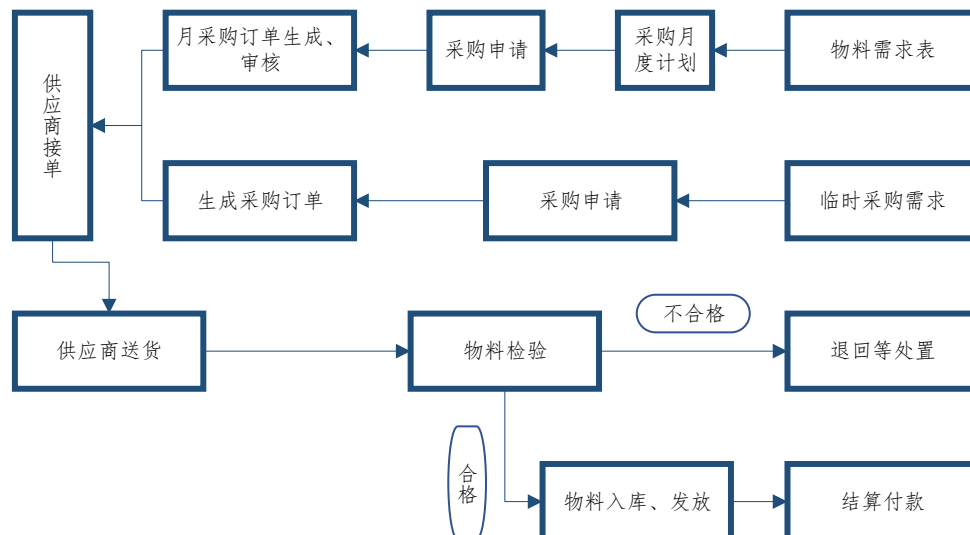 月采购订单生成、
审核
采购申请
采购月
度计划
物料需求表
供应商接单
生成采购订单
采购申请
临时采购需求
不合格
供应商送货
物料检验
退回等处置
合格
物料入库、发放
结算付款